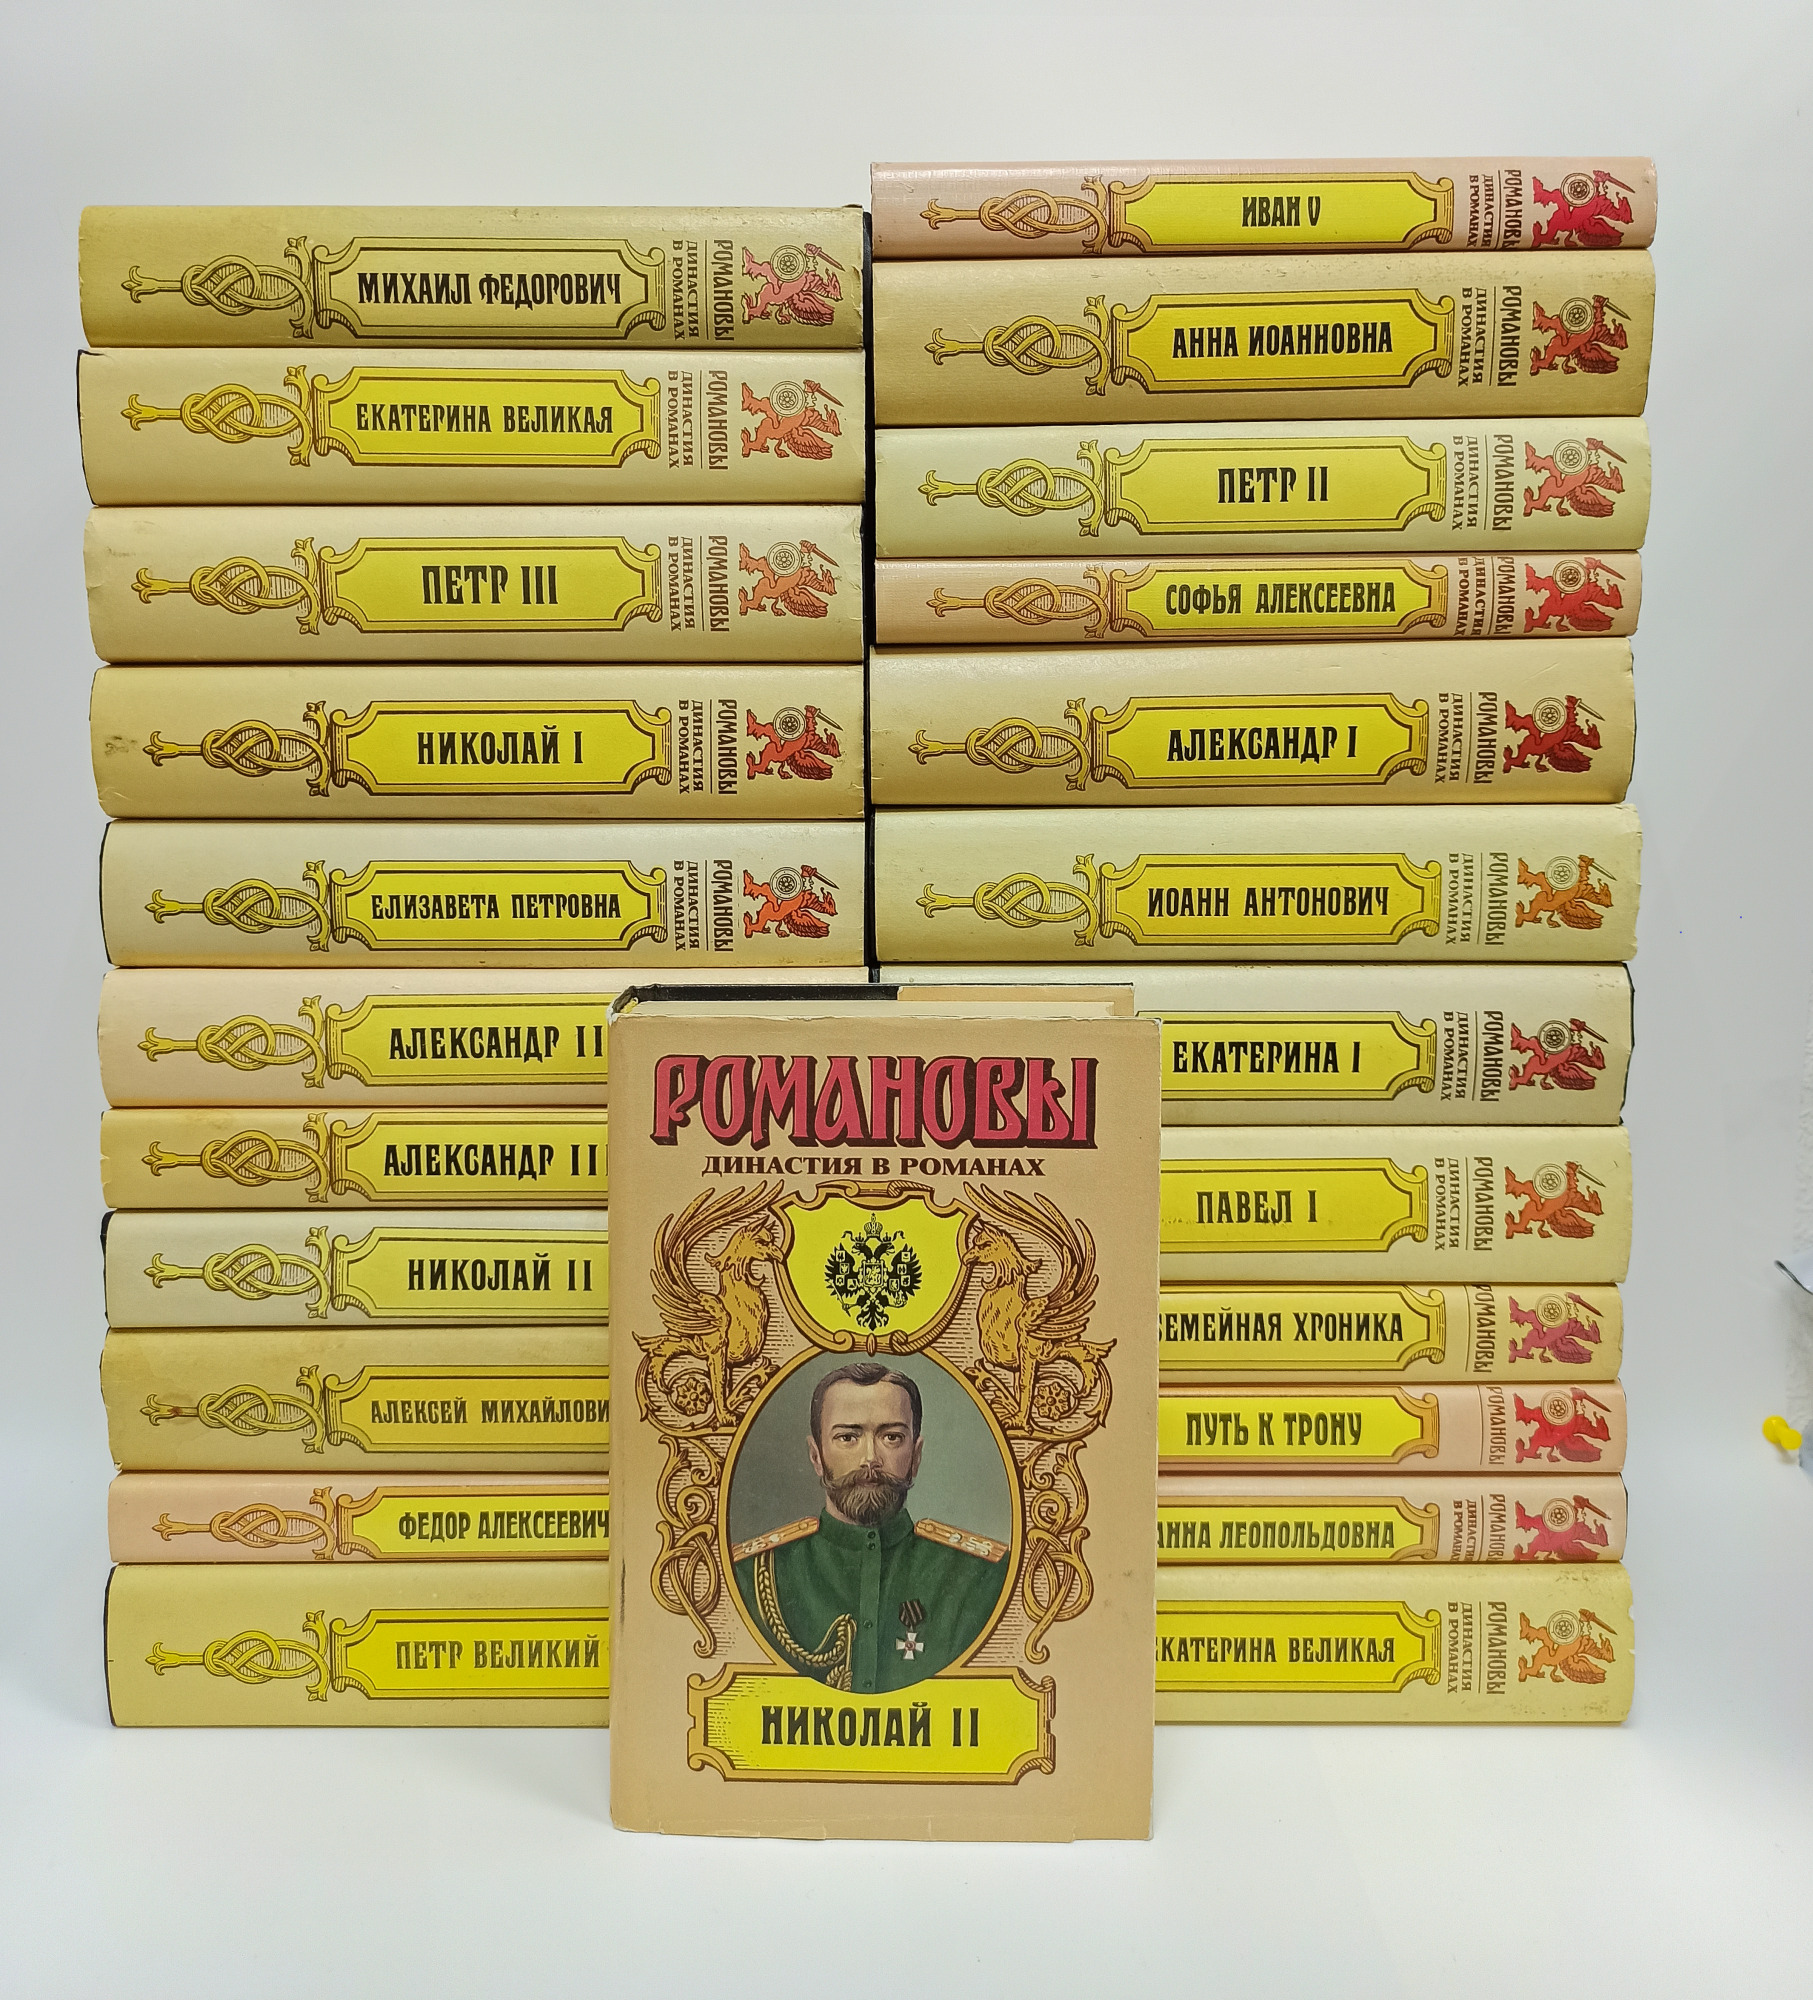 МИХАИЛ ФЕДОРОВИЧ
РОМАНОВЫ
ДИНАСТИЯ
В РОМАНАХ
ЕКАТЕРИНА ВЕЛИКАЯ
РОМАНОВЫ
ДИНАСТИЯ
В РОМАНАХ
ПЕТР III
РОМАНОВЫ
ДИНАСТИЯ
В РОМАНАХ
НИКОЛАЙ I
РОМАНОВЫ
ДИНАСТИЯ
В РОМАНАХ
ЕЛИЗАВЕТА ПЕТРОВНА
РОМАНОВЫ
ДИНАСТИЯ
В РОМАНАХ
АЛЕКСАНДР II
АЛЕКСАНДР II
НИКОЛАЙ II
АЛЕКСЕЙ МИХАЙЛОВИ
ФЕДОР АЛЕКСЕЕВИЧ
ПЕТР ВЕЛИКИЙ
ИВАН V
РОМАНОВЫ
ДИНАСТИЯ
В РОМАНАХ
АННА ИОАННОВНА
РОМАНОВЫ
ДИНАСТИЯ
В РОМАНАХ
ПЕТР II
РОМАНОВЫ
ДИНАСТИЯ
В РОМАНАХ
СОФЬЯ АЛЕКСЕЕВНА
РОМАНОВЫ
ДИНАСТИЯ
В РОМАНАХ
АЛЕКСАНДР I
РОМАНОВЫ
ДИНАСТИЯ
В РОМАНАХ
ИОАНН АНТОНОВИЧ
РОМАНОВЫ
ДИНАСТИЯ
В РОМАНАХ
ЕКАТЕРИНА I
РОМАНОВЫ
ДИНАСТИЯ
В РОМАНАХ
ПАВЕЛ I
РОМАНОВЫ
ДИНАСТИЯ
В РОМАНАХ
СЕМЕЙНАЯ ХРОНИКА
РОМАНОВЫ
ПУТЬ К ТРОНУ
РОМАНОВЫ
АННА ЛЕОПОЛЬДОВНА
РОМАНОВЫ
ДИНАСТИЯ
В РОМАНАХ
ЕКАТЕРИНА ВЕЛИКАЯ
РОМАНОВЫ
ДИНАСТИЯ
В РОМАНАХ
РОМАНОВЫ
ДИНАСТИЯ В РОМАНАХ
НИКОЛАЙ II